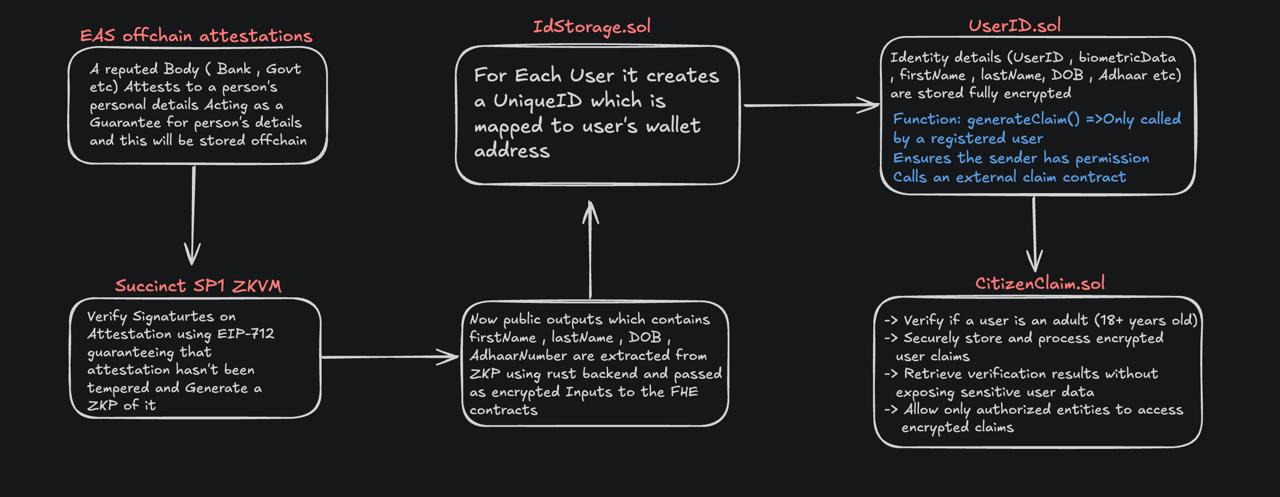 EAS offchain attestations
A reputed Body ( Bank , Govt
etc) Attests to a person's
personal details Acting as a
Guarantee for person's details
and this will be stored offchain
Succinct SP1 ZKVM
Verify Signaturtes on
Attestation using EIP-712
guaranteeing that
attestation hasn't been
tempered and Generate a
ZKP of it
Now public outputs which contains
firstName , lastName , DOB ,
AdhaarNumber are extracted from
ZKP using rust backend and passed
as encrypted Inputs to the FHE
contracts
IdStorage.sol
For Each User it creates
a UniqueID which is
mapped to user's wallet
address
UserID.sol
Identity details (UserID , biometricData
, firstName , lastName, DOB , Adhaar etc)
are stored fully encrypted
Function: generateClaim() =>Only called
by a registered user
Ensures the sender has permission
Calls an external claim contract
CitizenClaim.sol
-> Verify if a user is an adult (18+ years old)
-> Securely store and process encrypted
user claims
-> Retrieve verification results without
exposing sensitive user data
-> Allow only authorized entities to access
encrypted claims